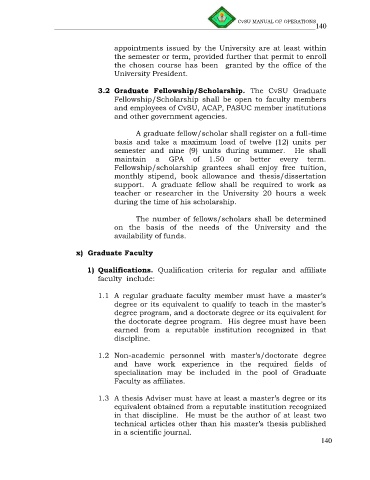 CvSU MANUAL OF OPERATIONS
140
appointments issued by the University are at least within
the semester or term, provided further that permit to enroll
the chosen course has been granted by the office of the
University President.
3.2 Graduate Fellowship/Scholarship. The CvSU Graduate
Fellowship/Scholarship shall be open to faculty members
and employees of CvSU, ACAP, PASUC member institutions
and other government agencies.
A graduate fellow/scholar shall register on a full-time
basis and take a maximum load of twelve (12) units per
semester and nine (9) units during summer. He shall
maintain a GPA of 1.50 or better every term.
Fellowship/scholarship grantees shall enjoy free tuition,
monthly stipend, book allowance and thesis/dissertation
support. A graduate fellow shall be required to work as
teacher or researcher in the University 20 hours a week
during the time of his scholarship.
The number of fellows/scholars shall be determined
on the basis of the needs of the University and the
availability of funds.
x) Graduate Faculty
1) Qualifications. Qualification criteria for regular and affiliate
faculty include:
1.1 A regular graduate faculty member must have a master's
degree or its equivalent to qualify to teach in the master's
degree program, and a doctorate degree or its equivalent for
the doctorate degree program. His degree must have been
earned from a reputable institution recognized in that
discipline.
1.2 Non-academic personnel with master's/doctorate degree
and have work experience in the required fields of
specialization may be included in the pool of Graduate
Faculty as affiliates.
1.3 A thesis Adviser must have at least a master's degree or its
equivalent obtained from a reputable institution recognized
in that discipline. He must be the author of at least two
technical articles other than his master's thesis published
in a scientific journal.
140